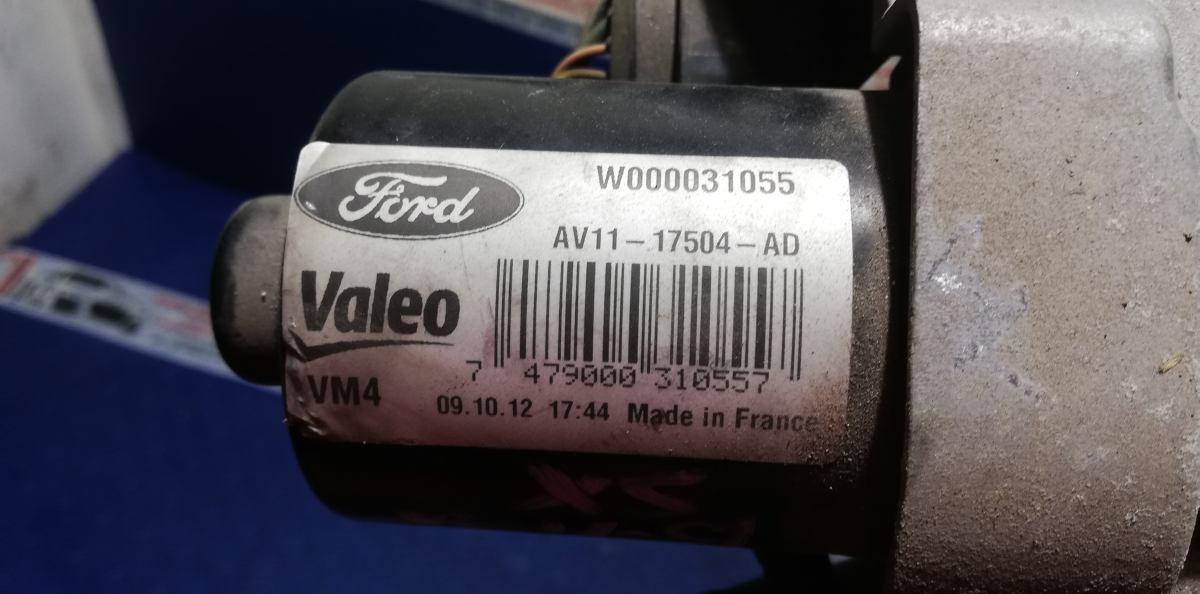 Ford
W000031055
AV11-17504-AD
Valeo
7 479000 310557
VM4
09.10.12 17:44 Made in France